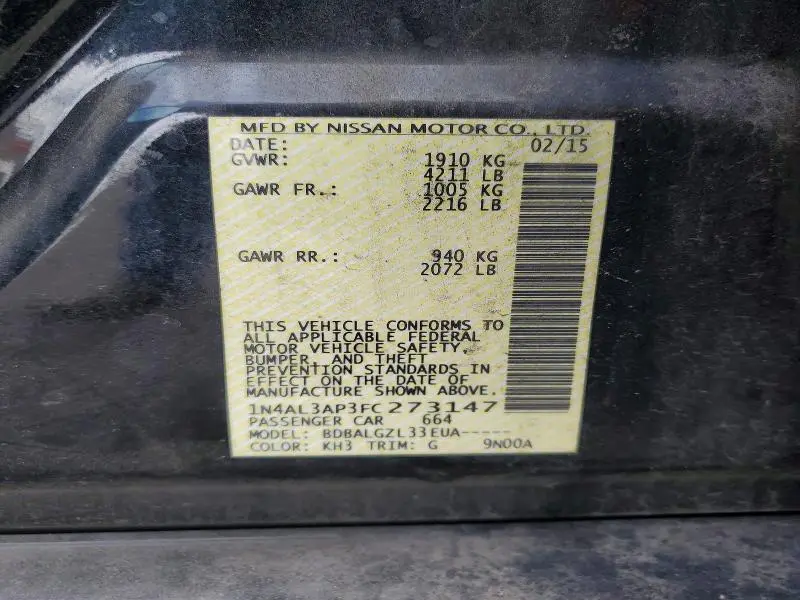 MFD BY NISSAN MOTOR CO., LTD.
DATE: 02/15
GVWR: 1910 KG
4211 LB
GAWR FR.: 1005 KG
2216 LB
GAWR RR.: 940 KG
2072 LB
THIS VEHICLE CONFORMS TO
ALL APPLICABLE FEDERAL
MOTOR VEHICLE SAFETY,
BUMPER, AND THEFT
PREVENTION STANDARDS IN
EFFECT ON THE DATE OF
MANUFACTURE SHOWN ABOVE.
1N4AL3AP3FC273147
PASSENGER CAR 664
MODEL: BDBALGZL33EUA-----
COLOR: KH3 TRIM: G 9N00A